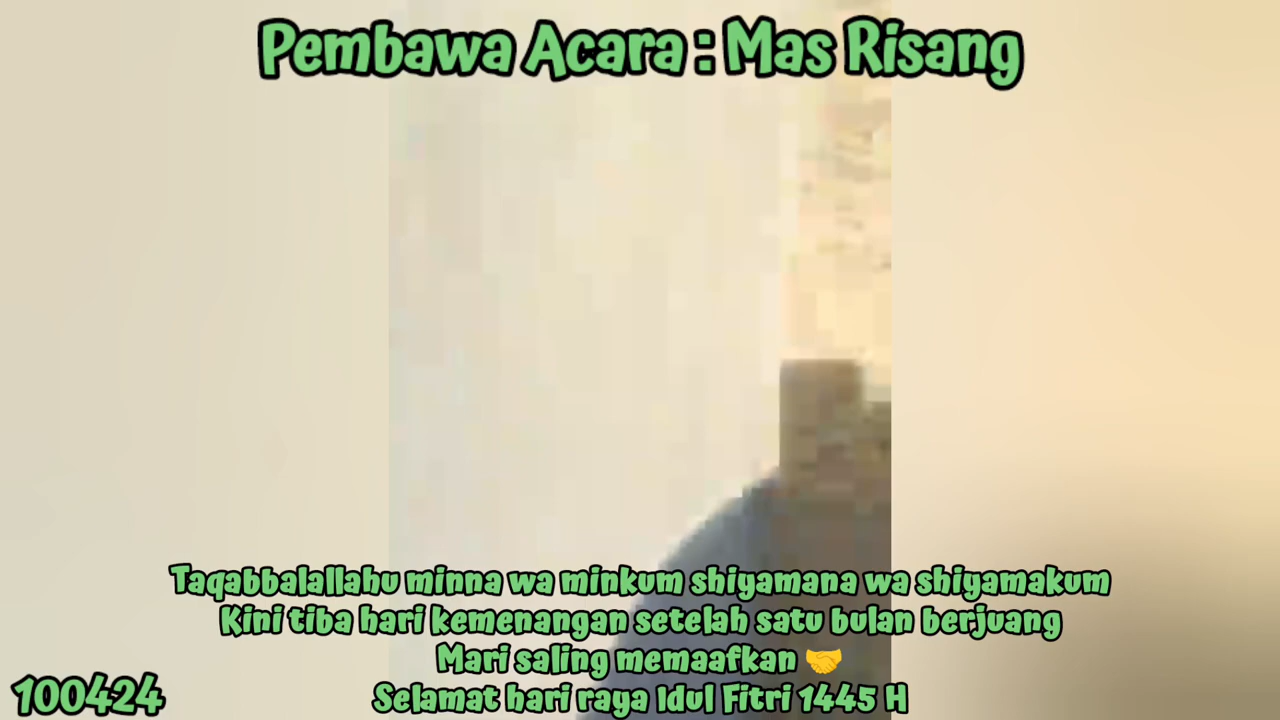 Pembawa Acara : Mas Risang
Taqabbalallahu minna wa minkum shiyamana wa shiyamakum
Kini tiba hari kemenangan setelah satu bulan berjuang
Mari saling memaafkan 🤝
Selamat hari raya Idul Fitri 1445 H
100424